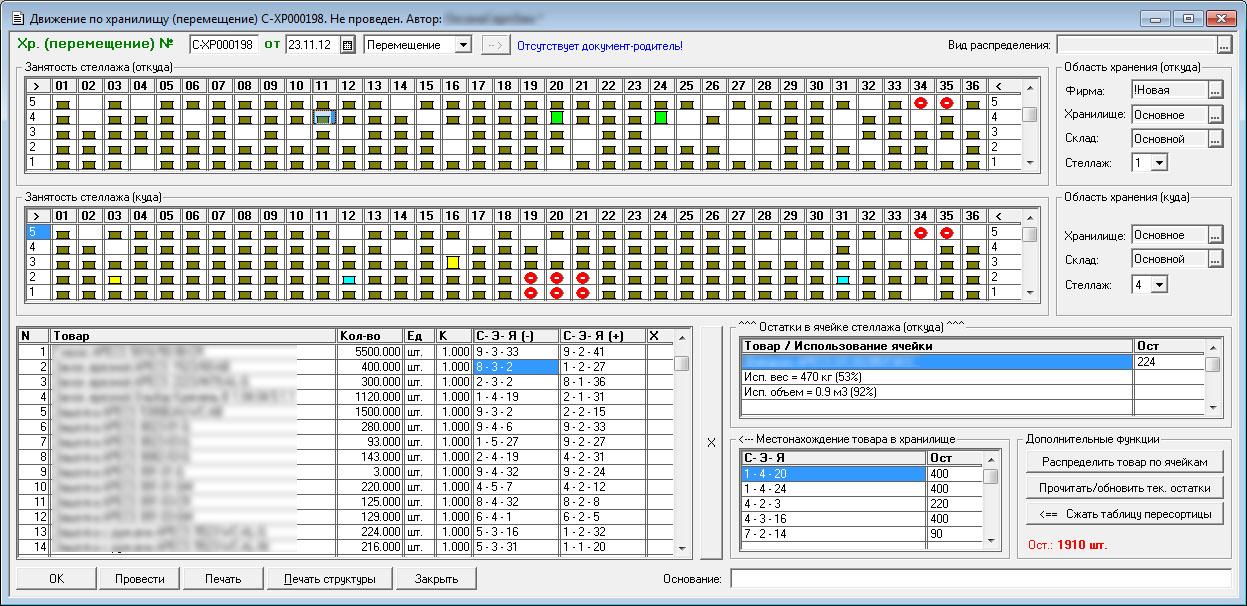 Движение по хранилищу (перемещение) С-ХР000198. Не проведен. Автор:
Хр. (перемещение) № С-ХР000198 от 23.11.12 Перемещение --> Отсутствует документ-родитель! Вид распределения: ...
Занятость стеллажа (откуда)
> 01 02 03 04 05 06 07 08 09 10 11 12 13 14 15 16 17 18 19 20 21 22 23 24 25 26 27 28 29 30 31 32 33 34 35 36 <
5 5
4 4
3 3
2 2
1 1
Область хранения (откуда)
Фирма: !Новая ...
Хранилище: Основное ...
Склад: Основной ...
Стеллаж: 1
Занятость стеллажа (куда)
> 01 02 03 04 05 06 07 08 09 10 11 12 13 14 15 16 17 18 19 20 21 22 23 24 25 26 27 28 29 30 31 32 33 34 35 36 <
5 5
4 4
3 3
2 2
1 1
Область хранения (куда)
Хранилище: Основное ...
Склад: Основной ...
Стеллаж: 4
N Товар Кол-во Ед К С- Э- Я (-) С- Э- Я (+) Х
1 5500.000 шт. 1.000 9 - 3 - 33 9 - 2 - 41
2 400.000 шт. 1.000 8 - 3 - 2 1 - 2 - 27
3 300.000 шт. 1.000 2 - 3 - 2 8 - 1 - 36
4 1120.000 шт. 1.000 1 - 4 - 19 2 - 1 - 31
5 1500.000 шт. 1.000 9 - 3 - 2 2 - 2 - 15
6 280.000 шт. 1.000 9 - 4 - 6 9 - 2 - 33
7 93.000 шт. 1.000 1 - 5 - 27 9 - 2 - 27
8 143.000 шт. 1.000 2 - 4 - 19 4 - 2 - 31
9 3.000 шт. 1.000 9 - 4 - 32 9 - 2 - 24
10 220.000 шт. 1.000 4 - 5 - 7 4 - 2 - 12
11 125.000 шт. 1.000 8 - 4 - 32 8 - 2 - 8
12 129.000 шт. 1.000 6 - 4 - 1 6 - 2 - 5
13 224.000 шт. 1.000 5 - 3 - 16 1 - 2 - 32
14 216.000 шт. 1.000 5 - 3 - 31 1 - 1 - 20
X
^^^ Остатки в ячейке стеллажа (откуда) ^^^
Товар / Использование ячейки Ост
224
Исп. вес = 470 кг (53%)
Исп. объем = 0.9 м3 (92%)
<--- Местонахождение товара в хранилище
С- Э- Я Ост
1 - 4 - 20 400
1 - 4 - 24 400
4 - 2 - 3 220
4 - 3 - 16 400
7 - 2 - 14 90
Дополнительные функции
Распределить товар по ячейкам
Прочитать/обновить тек. остатки
<== Сжать таблицу пересортицы
Ост.: 1910 шт.
ОК Провести Печать Печать структуры Закрыть Основание: